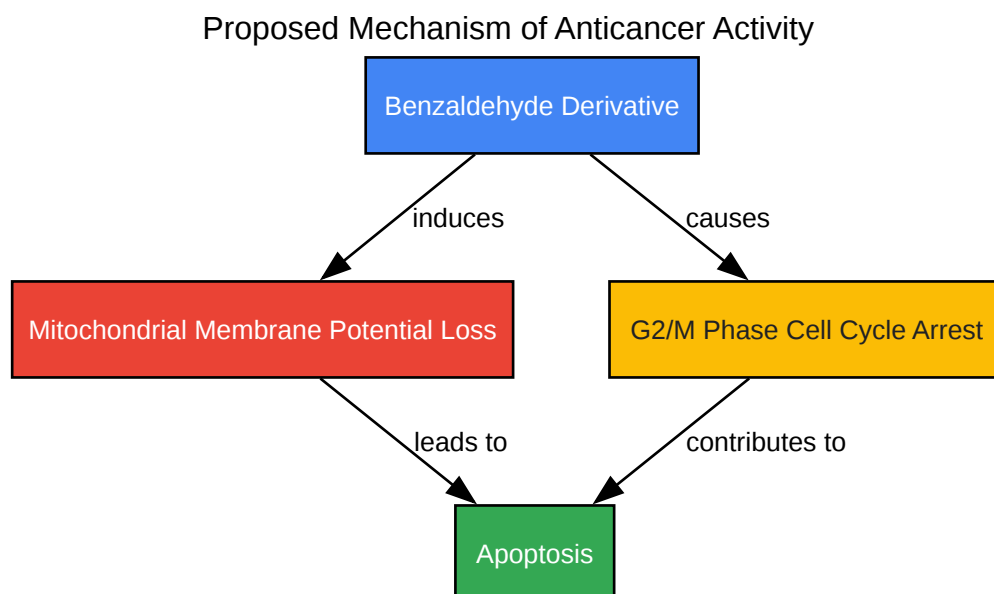 Proposed Mechanism of Anticancer Activity
Benzaldehyde Derivative
induces
causes
Mitochondrial Membrane Potential Loss
G2/M Phase Cell Cycle Arrest
leads to
contributes to
Apoptosis